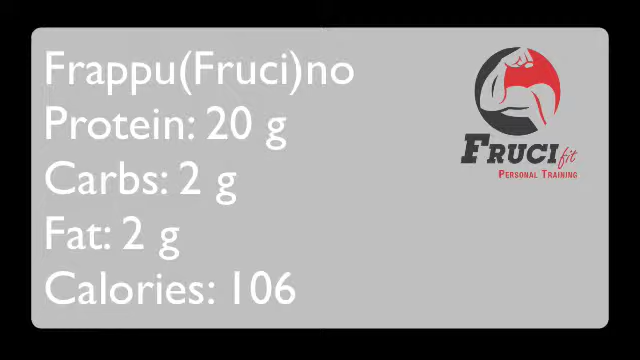 Frappu(Fruci)no
Protein: 20 g
Carbs: 2 g
Fat: 2 g
Calories: 106
FRUCI fit
PERSONAL TRAINING